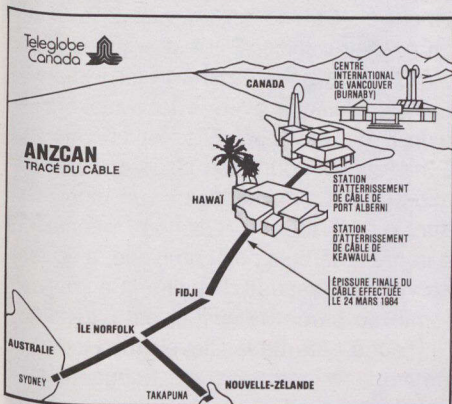 Teleglobe
Canada
ANZCAN
TRACÉ DU CÂBLE
CANADA
CENTRE
INTERNATIONAL
DE VANCOUVER
(BURNABY)
STATION
D'ATTERRISSEMENT
DE CÂBLE DE
PORT ALBERNI
HAWAÏ
STATION
D'ATTERRISSEMENT
DE CÂBLE DE
KEAWAULA
ÉPISSURE FINALE DU
CÂBLE EFFECTUÉE
LE 24 MARS 1984
FIDJI
ÎLE NORFOLK
AUSTRALIE
SYDNEY
NOUVELLE-ZÉLANDE
TAKAPUNA